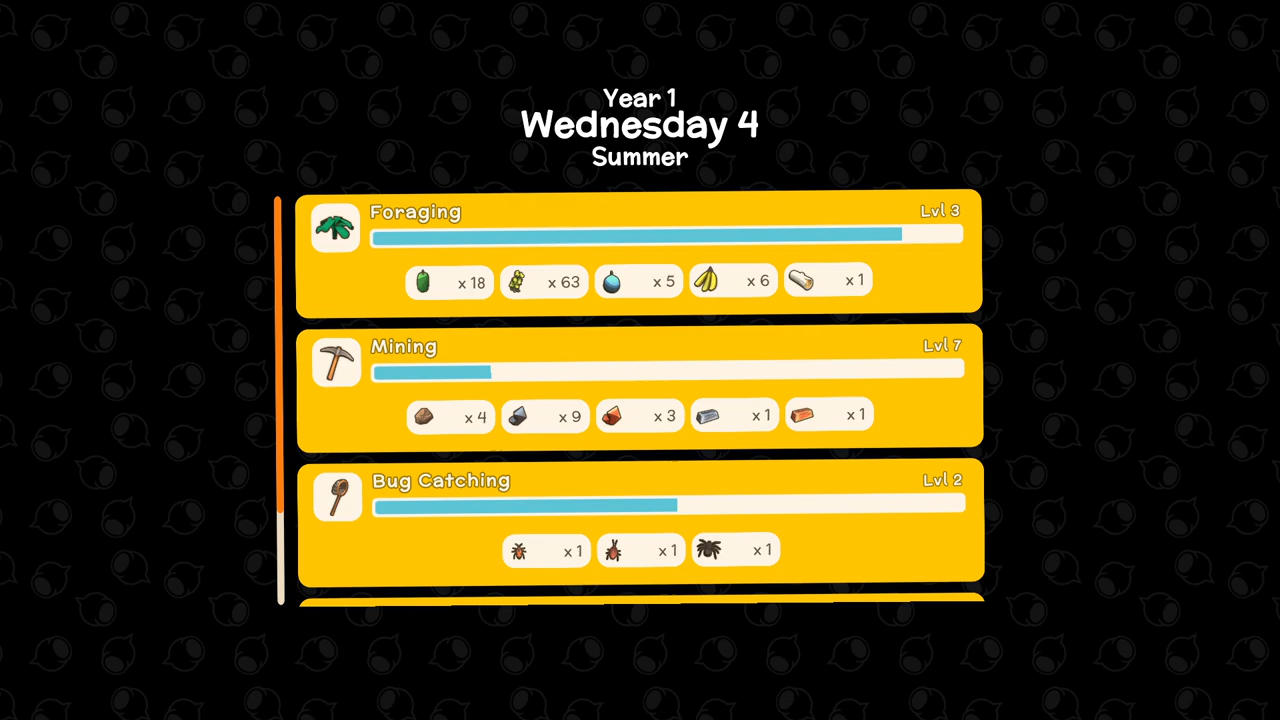 Year 1
Wednesday 4
Summer
Foraging Lvl 3
x 18 x 63 x 5 x 6 x 1
Mining Lvl 7
x 4 x 9 x 3 x 1 x 1
Bug Catching Lvl 2
x 1 x 1 x 1